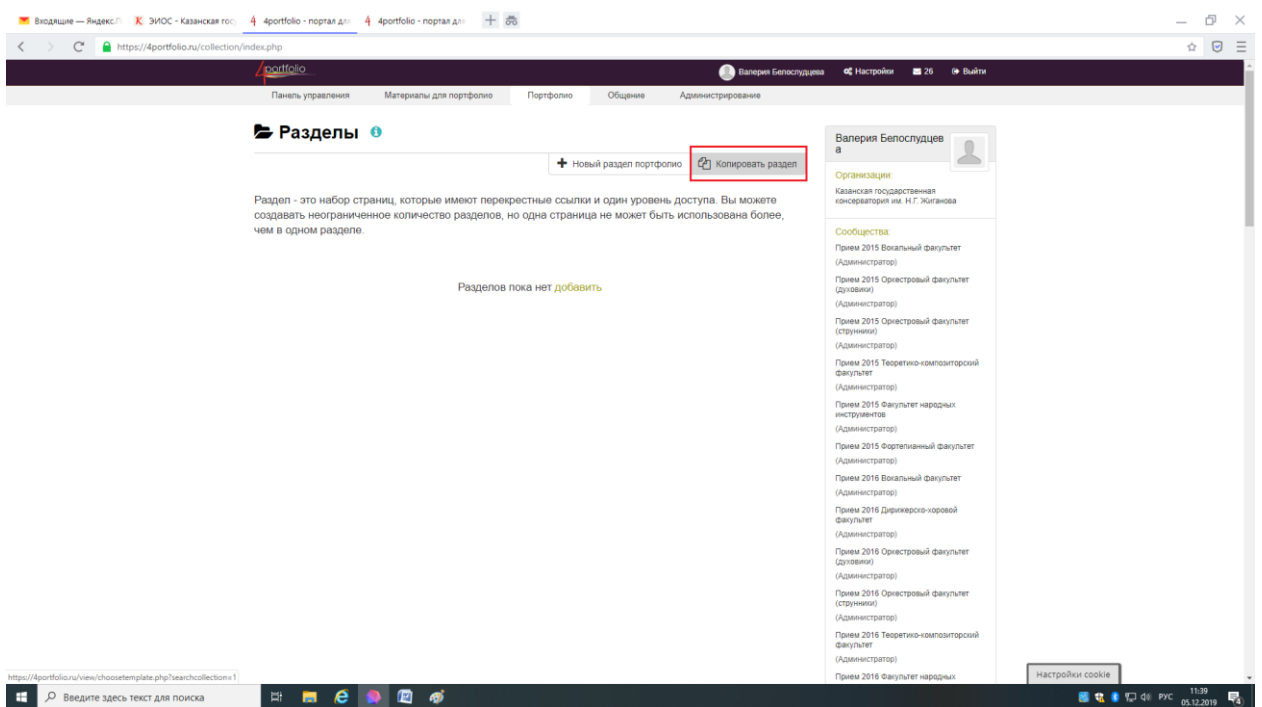 Входящие — Яндекс.П
ЭИОС - Казанская гос
4portfolio - портал для
4portfolio - портал для
https://4portfolio.ru/collection/index.php
4portfolio
Валерия Белослудцева
Настройки
26
Выйти
Панель управления
Материалы для портфолио
Портфолио
Общение
Администрирование
Разделы
Новый раздел портфолио
Копировать раздел
Раздел - это набор страниц, которые имеют перекрестные ссылки и один уровень доступа. Вы можете
создавать неограниченное количество разделов, но одна страница не может быть использована более,
чем в одном разделе.
Разделов пока нет добавить
Валерия Белослудцев
а
Организации:
Казанская государственная
консерватория им. Н.Г. Жиганова
Сообщества:
Прием 2015 Вокальный факультет
(Администратор)
Прием 2015 Оркестровый факультет
(духовики)
(Администратор)
Прием 2015 Оркестровый факультет
(струнники)
(Администратор)
Прием 2015 Теоретико-композиторский
факультет
(Администратор)
Прием 2015 Факультет народных
инструментов
(Администратор)
Прием 2015 Фортепианный факультет
(Администратор)
Прием 2016 Вокальный факультет
(Администратор)
Прием 2016 Дирижерско-хоровой
факультет
(Администратор)
Прием 2016 Оркестровый факультет
(духовики)
(Администратор)
Прием 2016 Оркестровый факультет
(струнники)
(Администратор)
Прием 2016 Теоретико-композиторский
факультет
(Администратор)
Прием 2016 Факультет народных
Настройки cookie
https://4portfolio.ru/view/choosetemplate.php?searchcollection=1
Введите здесь текст для поиска
РУС
11:39
05.12.2019